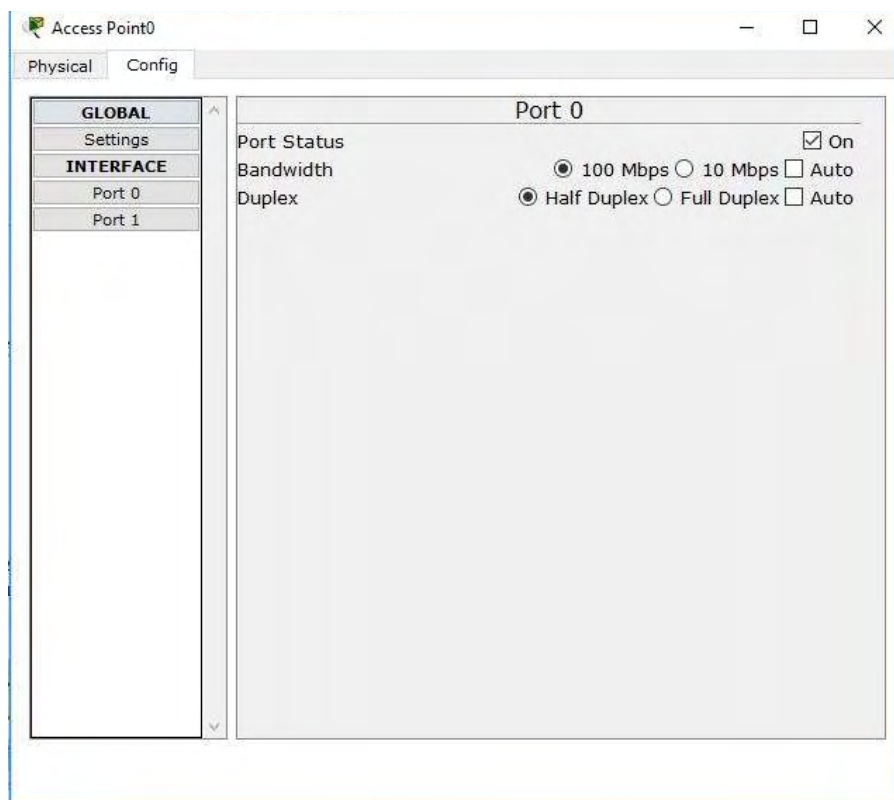 Access Point0
Physical Config
GLOBAL
Settings
INTERFACE
Port 0
Port 1
Port 0
Port Status On
Bandwidth 100 Mbps 10 Mbps Auto
Duplex Half Duplex Full Duplex Auto